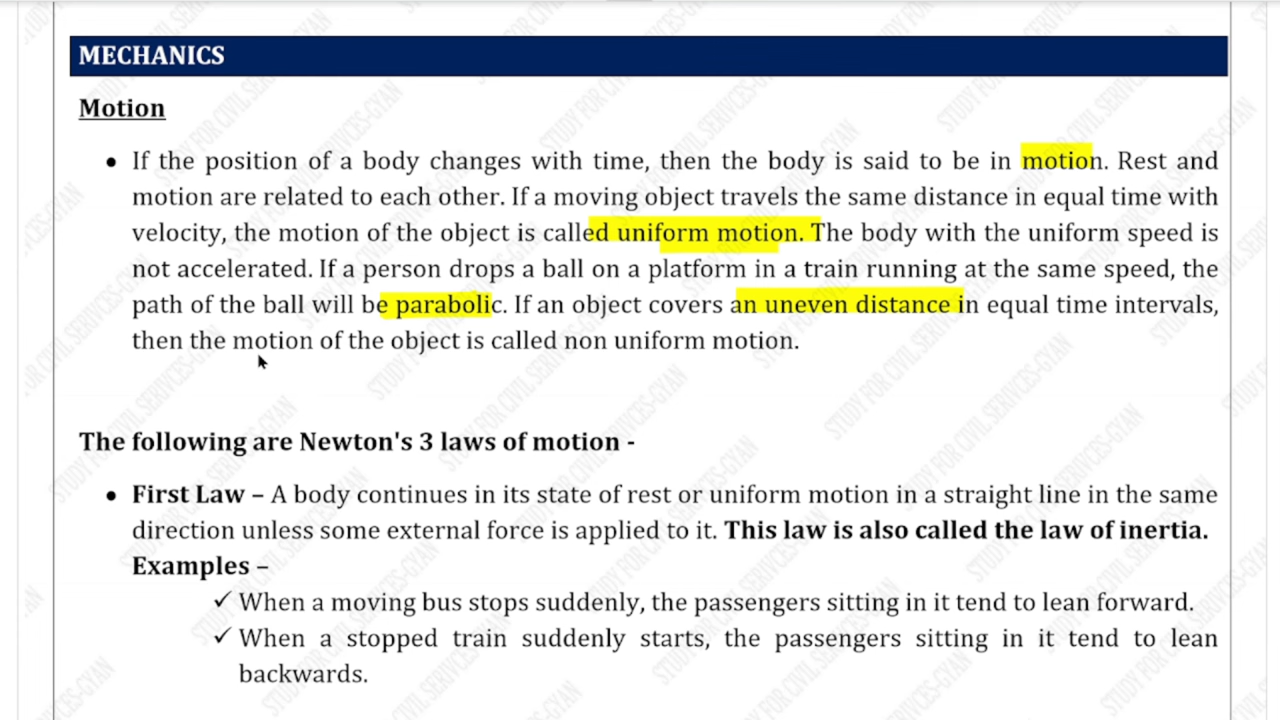 MECHANICS
Motion
• If the position of a body changes with time, then the body is said to be in motion. Rest and
motion are related to each other. If a moving object travels the same distance in equal time with
velocity, the motion of the object is called uniform motion. The body with the uniform speed is
not accelerated. If a person drops a ball on a platform in a train running at the same speed, the
path of the ball will be parabolic. If an object covers an uneven distance in equal time intervals,
then the motion of the object is called non uniform motion.
The following are Newton's 3 laws of motion -
• First Law – A body continues in its state of rest or uniform motion in a straight line in the same
direction unless some external force is applied to it. This law is also called the law of inertia.
Examples –
✓ When a moving bus stops suddenly, the passengers sitting in it tend to lean forward.
✓ When a stopped train suddenly starts, the passengers sitting in it tend to lean
backwards.